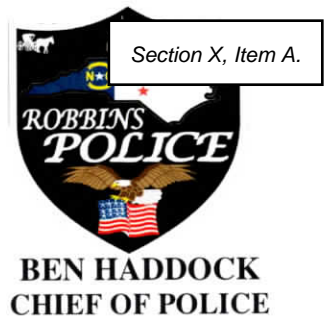 Section X, Item A.
N★C
ROBBINS
POLICE
BEN HADDOCK
CHIEF OF POLICE